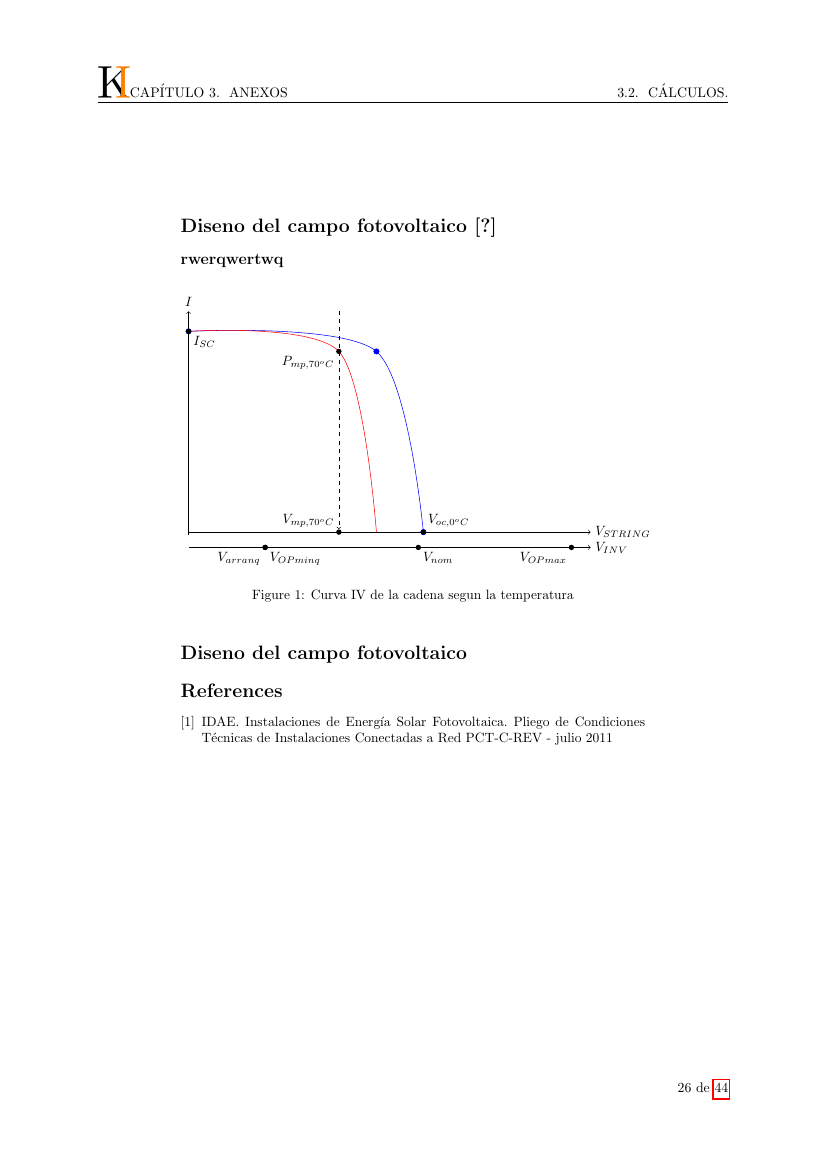 KI CAPÍTULO 3. ANEXOS 3.2. CÁLCULOS.
Diseno del campo fotovoltaico [?]
rwerqwertwq
I
I_{SC}
P_{mp,70^oC}
V_{mp,70^oC} V_{oc,0^oC}
V_{STRING}
V_{INV}
V_{arranq} V_{OPminq} V_{nom} V_{OPmax}
Figure 1: Curva IV de la cadena segun la temperatura
Diseno del campo fotovoltaico
References
[1] IDAE. Instalaciones de Energía Solar Fotovoltaica. Pliego de Condiciones
Técnicas de Instalaciones Conectadas a Red PCT-C-REV - julio 2011
26 de 44